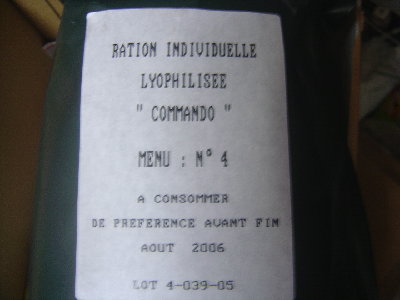 RATION INDIVIDUELLE
LYOPHILISEE
" COMMANDO "
MENU : N° 4
A CONSOMMER
DE PREFERENCE AVANT FIN
AOUT 2006
LOT 4-039-05